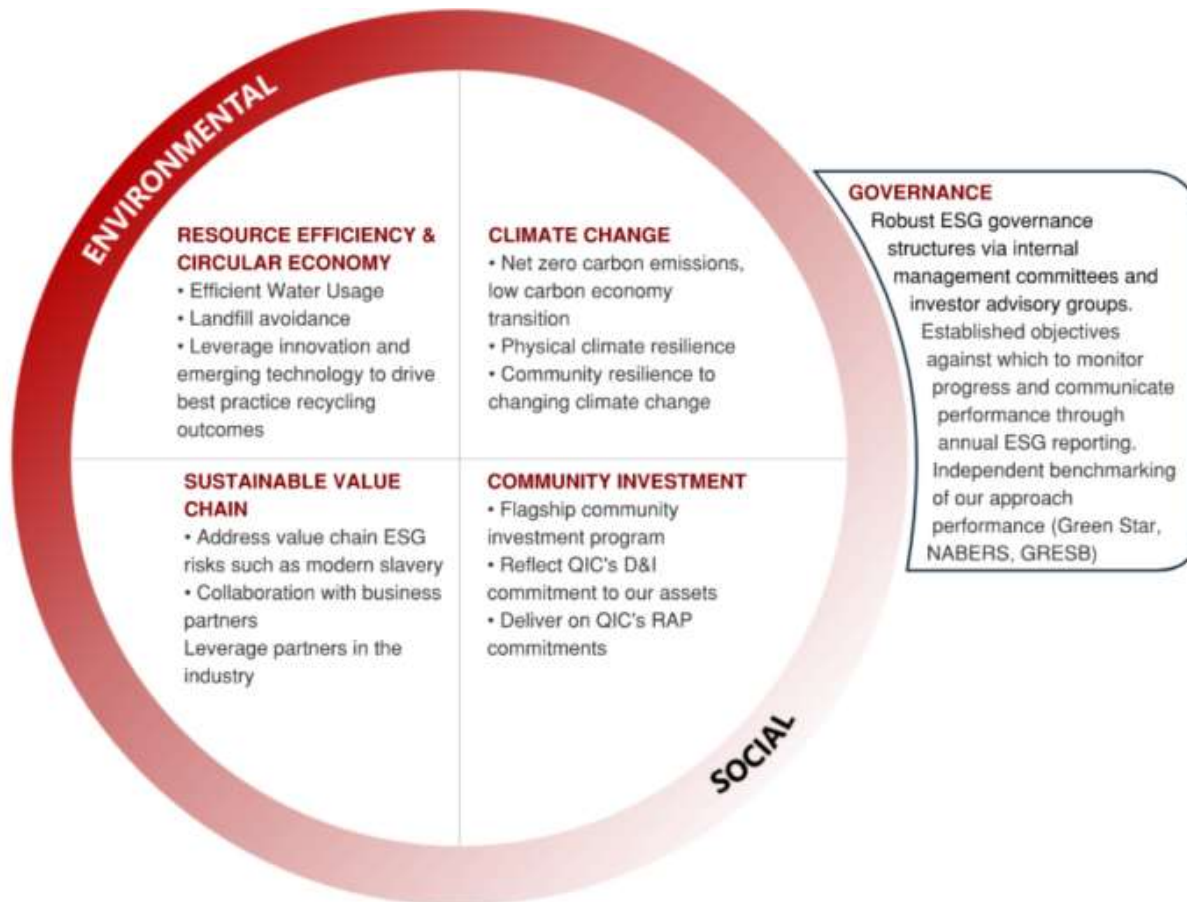 ENVIRONMENTAL
RESOURCE EFFICIENCY &
CIRCULAR ECONOMY
• Efficient Water Usage
• Landfill avoidance
• Leverage innovation and
emerging technology to drive
best practice recycling
outcomes
CLIMATE CHANGE
• Net zero carbon emissions,
low carbon economy
transition
• Physical climate resilience
• Community resilience to
changing climate change
SUSTAINABLE VALUE
CHAIN
• Address value chain ESG
risks such as modern slavery
• Collaboration with business
partners
Leverage partners in the
industry
COMMUNITY INVESTMENT
• Flagship community
investment program
• Reflect QIC's D&I
commitment to our assets
• Deliver on QIC's RAP
commitments
SOCIAL
GOVERNANCE
Robust ESG governance
structures via internal
management committees and
investor advisory groups.
Established objectives
against which to monitor
progress and communicate
performance through
annual ESG reporting.
Independent benchmarking
of our approach
performance (Green Star,
NABERS, GRESB)